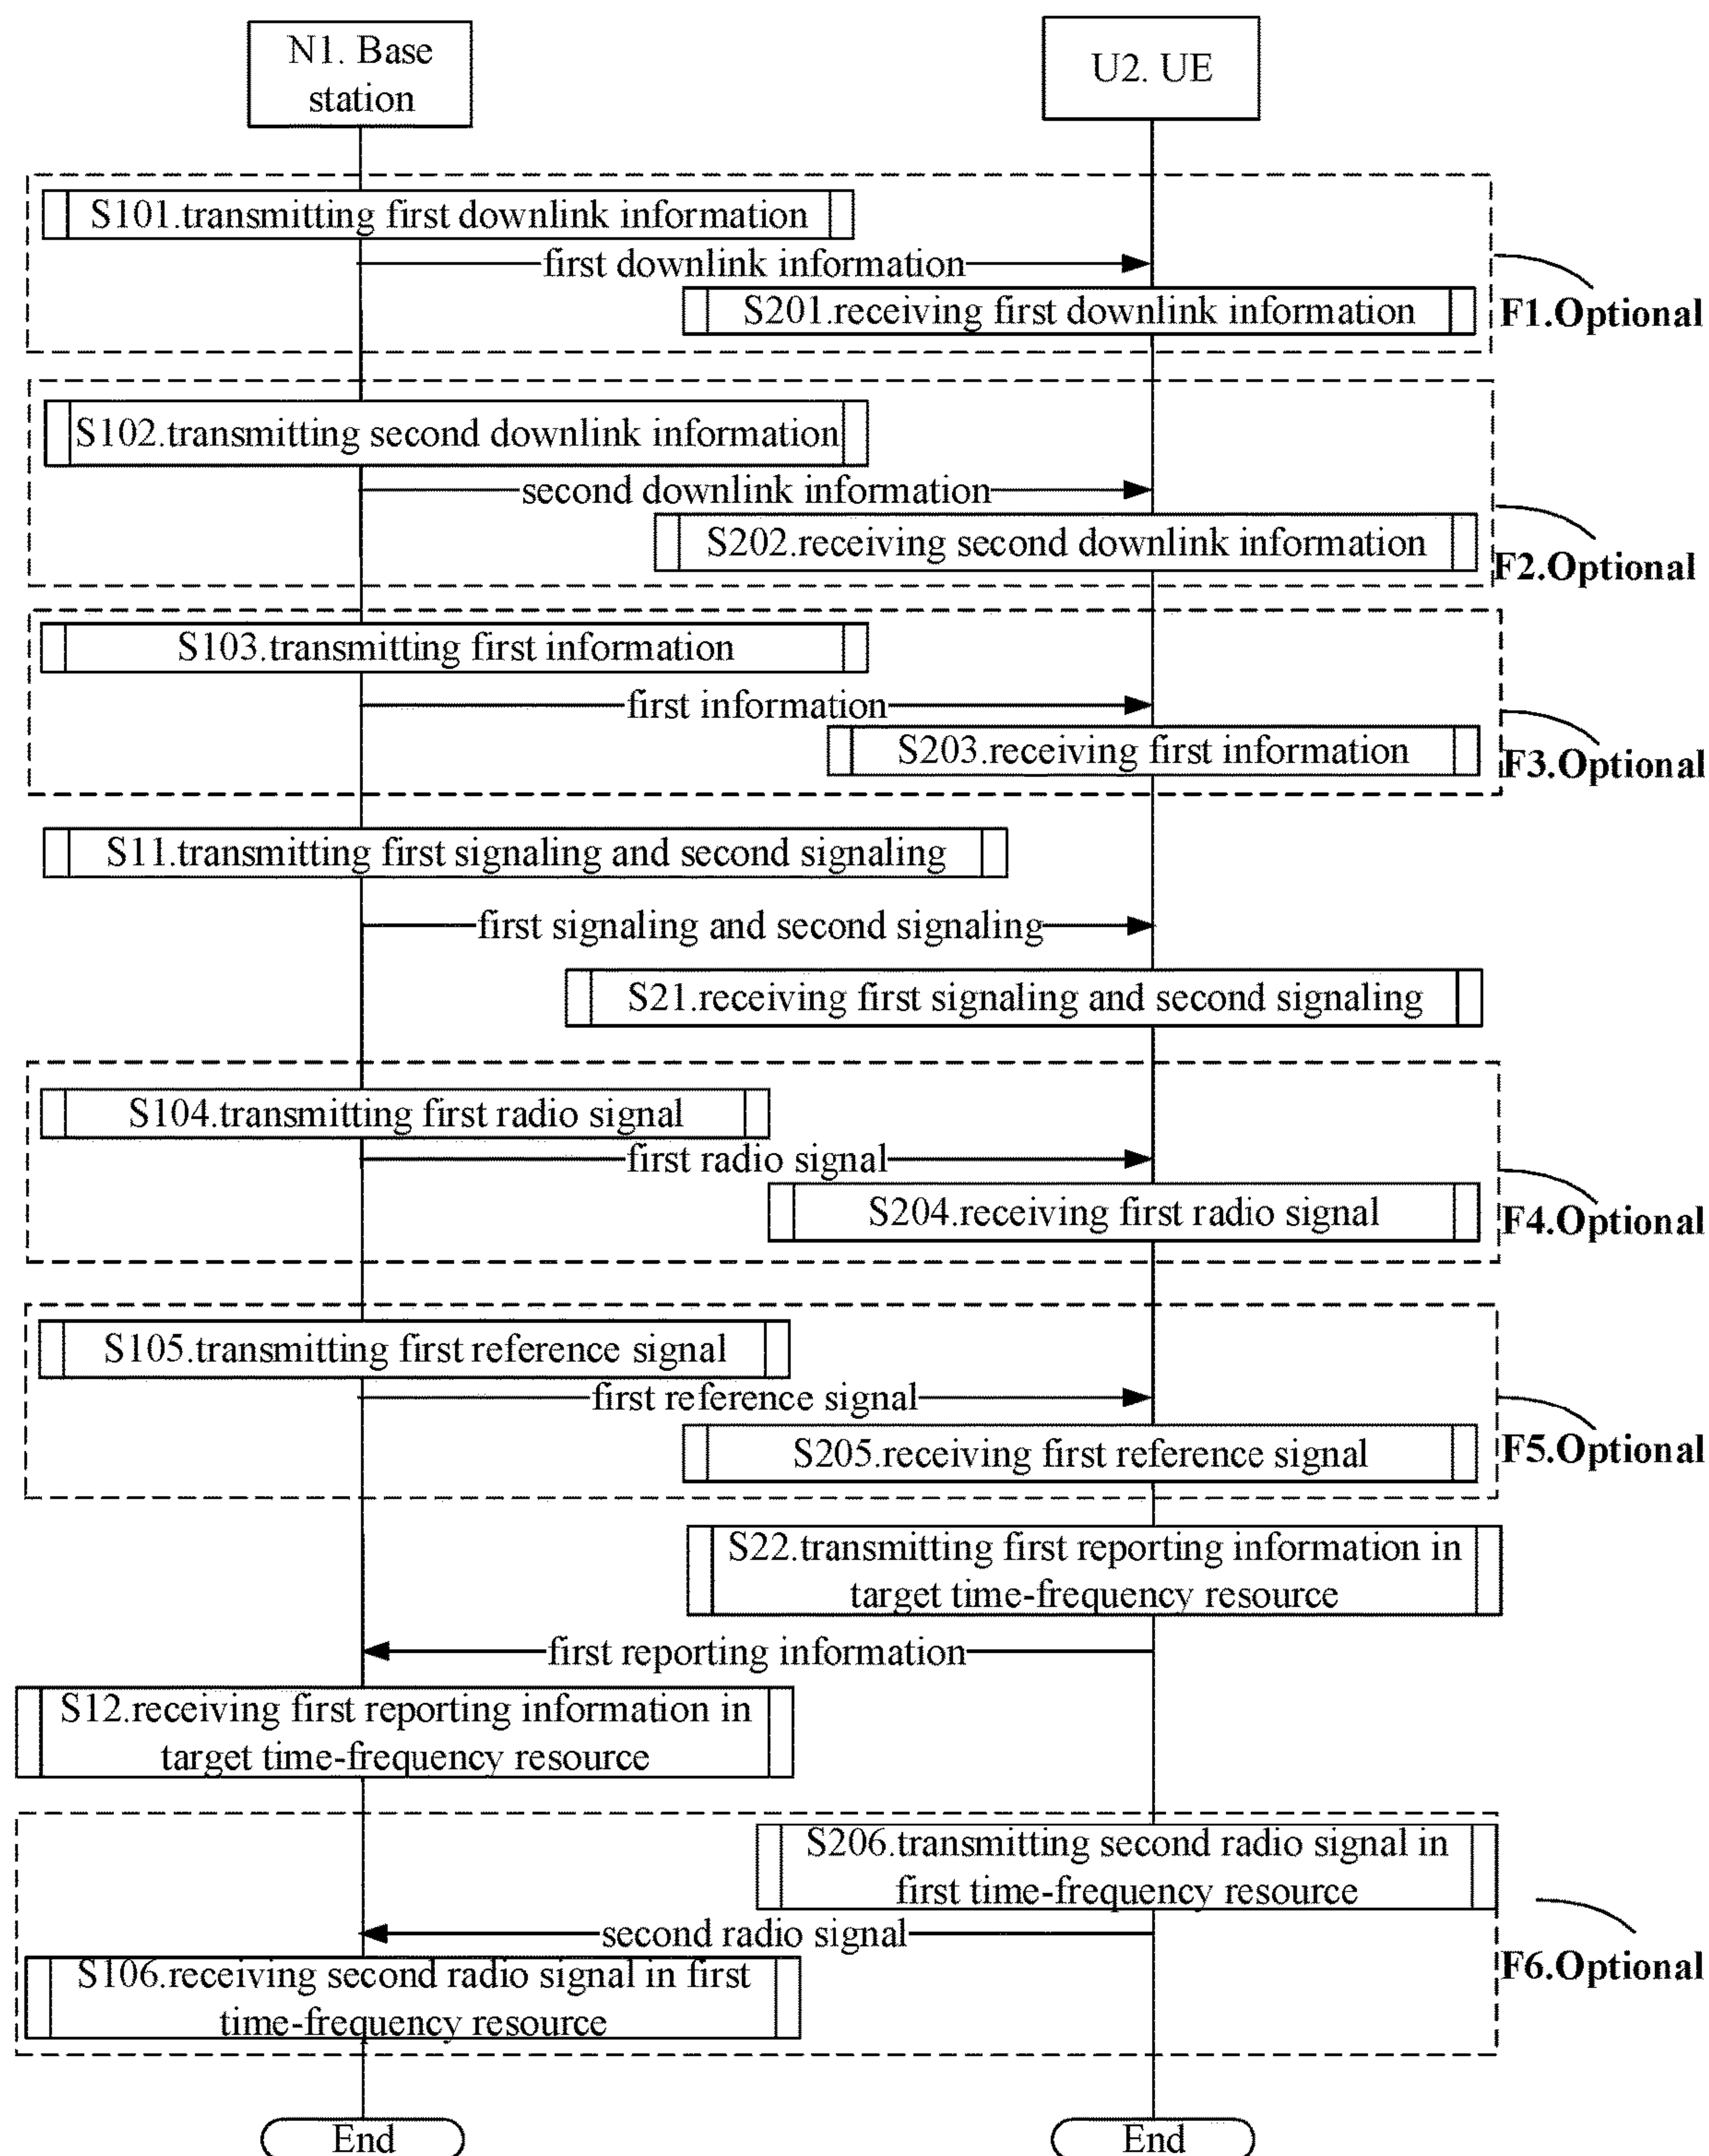 N1. Base
station
U2. UE
S101.transmitting first downlink information
first downlink information
S201.receiving first downlink information
F1.Optional
S102.transmitting second downlink information
second downlink information
S202.receiving second downlink information
F2.Optional
S103.transmitting first information
first information
S203.receiving first information
F3.Optional
S11.transmitting first signaling and second signaling
first signaling and second signaling
S21.receiving first signaling and second signaling
S104.transmitting first radio signal
first radio signal
S204.receiving first radio signal
F4.Optional
S105.transmitting first reference signal
first reference signal
S205.receiving first reference signal
F5.Optional
S22.transmitting first reporting information in
target time-frequency resource
first reporting information
S12.receiving first reporting information in
target time-frequency resource
S206.transmitting second radio signal in
first time-frequency resource
second radio signal
F6.Optional
S106.receiving second radio signal in first
time-frequency resource
End
End